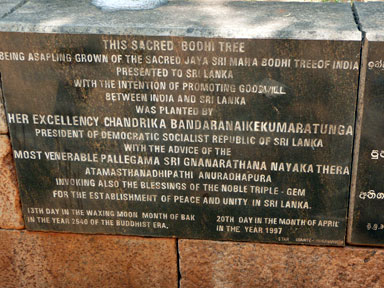 THIS SACRED BODHI TREE
BEING ASAPLING GROWN OF THE SACRED JAYA SRI MAHA BODHI TREEOF INDIA
PRESENTED TO SRI LANKA
WITH THE INTENTION OF PROMOTING GOODWILL
BETWEEN INDIA AND SRI LANKA
WAS PLANTED BY
HER EXCELLENCY CHANDRIKA BANDARANAIKEKUMARATUNGA
PRESIDENT OF DEMOCRATIC SOCIALIST REPUBLIC OF SRI LANKA
WITH THE ADVICE OF THE
MOST VENERABLE PALLEGAMA SRI GNANARATHANA NAYAKA THERA
ATAMASTHANADHIPATHI ANURADHAPURA
INVOKING ALSO THE BLESSINGS OF THE NOBLE TRIPLE - GEM
FOR THE ESTABLISHMENT OF PEACE AND UNITY IN SRI LANKA.
13TH DAY IN THE WAXING MOON MONTH OF BAK
IN THE YEAR 2540 OF THE BUDDHIST ERA,
20TH DAY IN THE MONTH OF APRIL
IN THE YEAR 1997